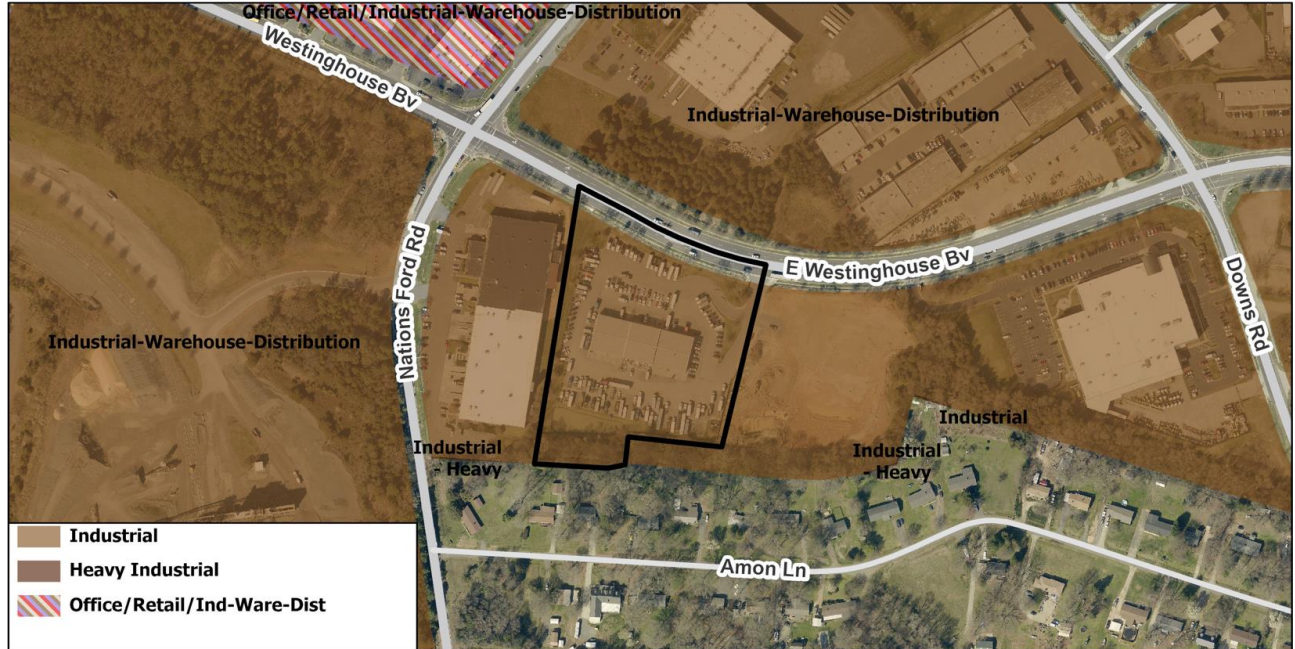 Office/Retail/Industrial-Warehouse-Distribution
Westinghouse Bv
Industrial-Warehouse-Distribution
E Westinghouse Bv
Nations Ford Rd
Downs Rd
Industrial-Warehouse-Distribution
Industrial
- Heavy
Industrial
- Heavy
Industrial
Amon Ln
Industrial
Heavy Industrial
Office/Retail/Ind-Ware-Dist